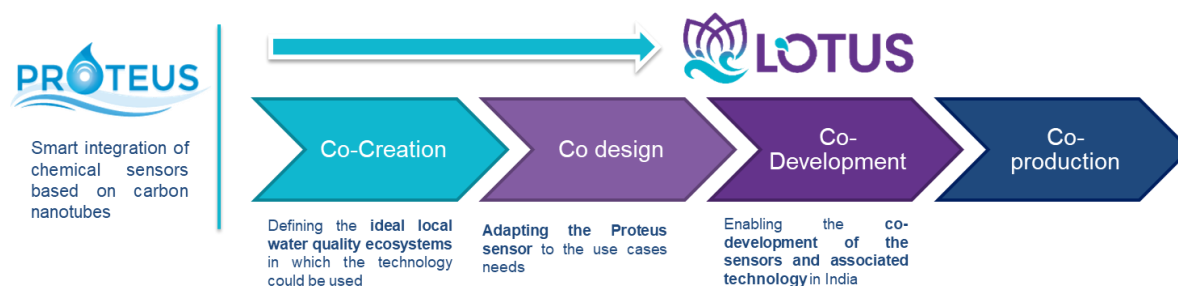 PROTEUS
Smart integration of
chemical sensors
based on carbon
nanotubes
LOTUS
Co-Creation
Co design
Co-
Development
Co-
production
Defining the ideal local
water quality ecosystems
in which the technology
could be used
Adapting the Proteus
sensor to the use cases
needs
Enabling the co-
development of the
sensors and associated
technology in India